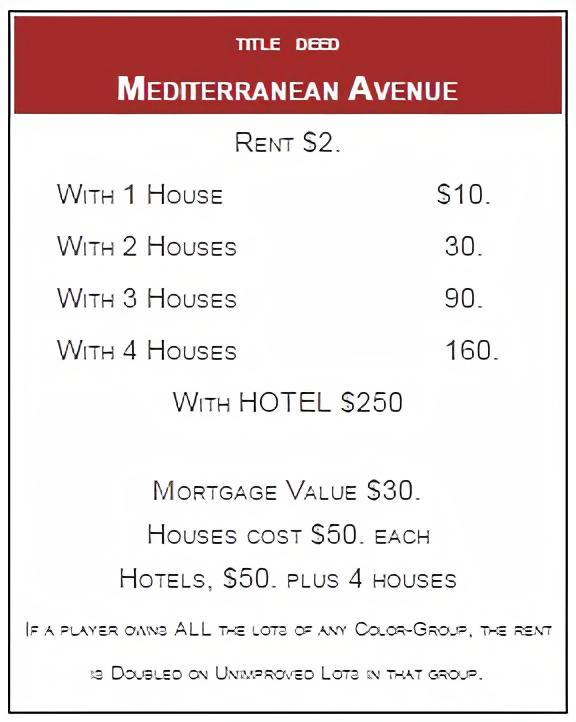 TITLE DEED
MEDITERRANEAN AVENUE
RENT $2.
WITH 1 HOUSE $10.
WITH 2 HOUSES 30.
WITH 3 HOUSES 90.
WITH 4 HOUSES 160.
WITH HOTEL $250
MORTGAGE VALUE $30.
HOUSES COST $50. EACH
HOTELS, $50. PLUS 4 HOUSES
IF A PLAYER OWNS ALL THE LOTS OF ANY COLOR-GROUP, THE RENT
IS DOUBLED ON UNIMPROVED LOTS IN THAT GROUP.